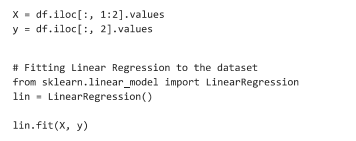 X = df.iloc[:, 1:2].values
y = df.iloc[:, 2].values
# Fitting Linear Regression to the dataset
from sklearn.linear_model import LinearRegression
lin = LinearRegression()
lin.fit(X, y)